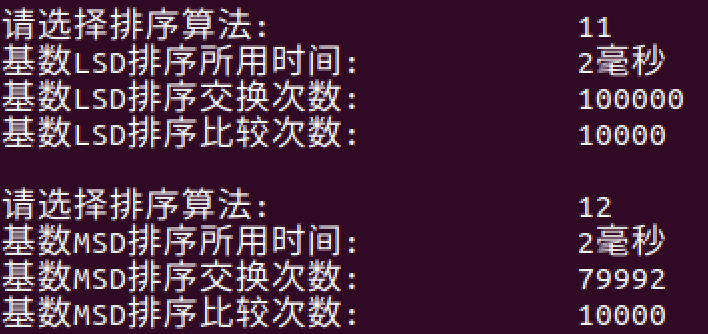 请选择排序算法: 11
基数LSD排序所用时间: 2毫秒
基数LSD排序交换次数: 100000
基数LSD排序比较次数: 10000
请选择排序算法: 12
基数MSD排序所用时间: 2毫秒
基数MSD排序交换次数: 79992
基数MSD排序比较次数: 10000